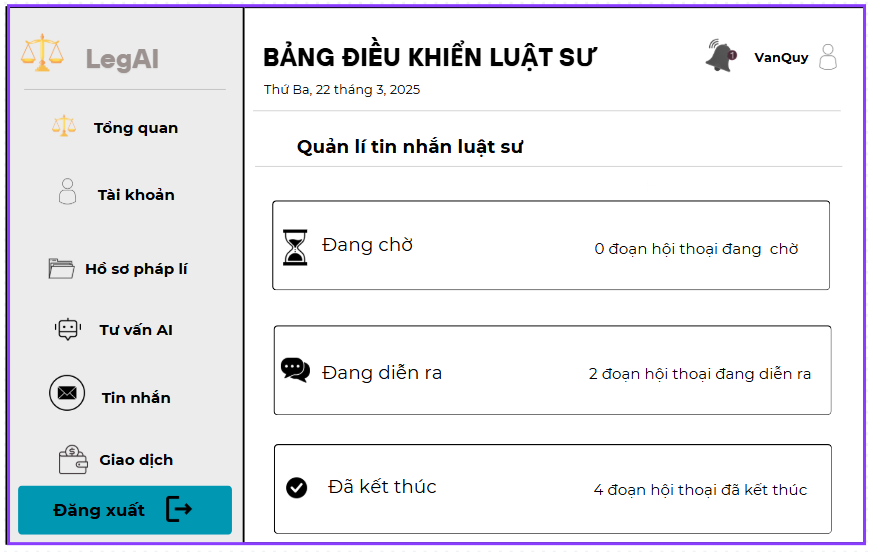 LegAI
Tổng quan
Tài khoản
Hồ sơ pháp lí
Tư vấn AI
Tin nhắn
Giao dịch
Đăng xuất
BẢNG ĐIỀU KHIỂN LUẬT SƯ
Thứ Ba, 22 tháng 3, 2025
1
VanQuy
Quản lí tin nhắn luật sư
Đang chờ
0 đoạn hội thoại đang  chờ
Đang diễn ra
2 đoạn hội thoại đang diễn ra
Đã kết thúc
4 đoạn hội thoại đã kết thúc